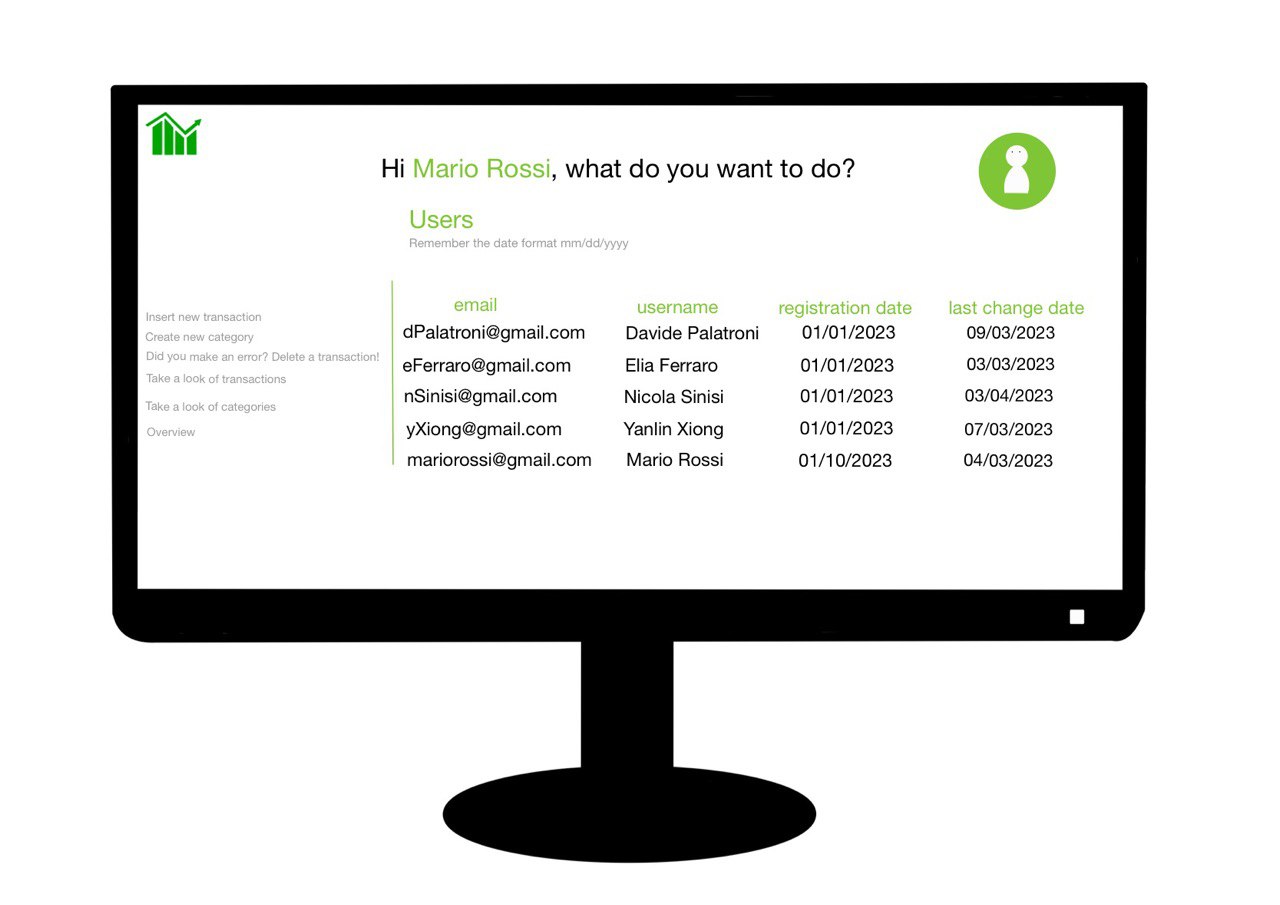 Hi Mario Rossi, what do you want to do?
Users
Remember the date format mm/dd/yyyy
Insert new transaction
Create new category
Did you make an error? Delete a transaction!
Take a look of transactions
Take a look of categories
Overview
email username registration date last change date
dPalatroni@gmail.com Davide Palatroni 01/01/2023 09/03/2023
eFerraro@gmail.com Elia Ferraro 01/01/2023 03/03/2023
nSinisi@gmail.com Nicola Sinisi 01/01/2023 03/04/2023
yXiong@gmail.com Yanlin Xiong 01/01/2023 07/03/2023
mariorossi@gmail.com Mario Rossi 01/10/2023 04/03/2023